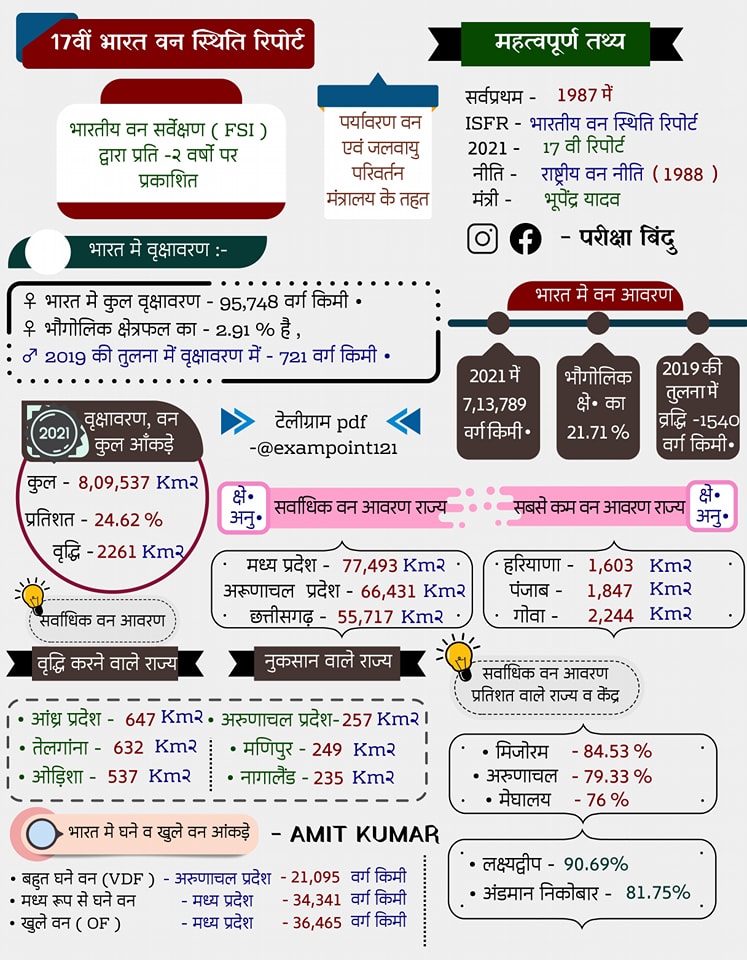 17वीं भारत वन स्थिति रिपोर्ट
महत्वपूर्ण तथ्य
भारतीय वन सर्वेक्षण ( FSI )
द्वारा प्रति -२ वर्षो पर
प्रकाशित
पर्यावरण वन
एवं जलवायु
परिवर्तन
मंत्रालय के तहत
सर्वप्रथम - 1987 में
ISFR - भारतीय वन स्थिति रिपोर्ट
2021 - 17 वी रिपोर्ट
नीति - राष्ट्रीय वन नीति ( 1988 )
मंत्री - भूपेंद्र यादव
- परीक्षा बिंदु
भारत मे वृक्षावरण :-
♀ भारत मे कुल वृक्षावरण - 95,748 वर्ग किमी •
♀ भौगोलिक क्षेत्रफल का - 2.91 % है ,
♂ 2019 की तुलना में वृक्षावरण में - 721 वर्ग किमी •
भारत मे वन आवरण
2021 में
7,13,789
वर्ग किमी •
भौगोलिक
क्षे • का
21.71 %
2019 की
तुलना में
व्रद्धि -1540
वर्ग किमी •
2021
वृक्षावरण, वन
कुल आँकड़े
कुल - 8,09,537 Km२
प्रतिशत - 24.62 %
वृद्धि - 2261 Km२
टेलीग्राम pdf
-@exampoint121
क्षे •
अनु •
सर्वाधिक वन आवरण राज्य
मध्य प्रदेश - 77,493 Km२
अरूणाचल प्रदेश - 66,431 Km२
छत्तीसगढ़ - 55,717 Km२
सबसे कम वन आवरण राज्य
क्षे •
अनु •
हरियाणा - 1,603 Km२
पंजाब - 1,847 Km२
गोवा - 2,244 Km२
सर्वाधिक वन आवरण
वृद्धि करने वाले राज्य
• आंध्र प्रदेश - 647 Km२
• तेलगांना - 632 Km२
• ओड़िशा - 537 Km२
नुकसान वाले राज्य
• अरुणाचल प्रदेश-257 Km२
• मणिपुर - 249 Km२
• नागालैंड - 235 Km२
सर्वाधिक वन आवरण
प्रतिशत वाले राज्य व केंद्र
• मिजोरम - 84.53 %
• अरुणाचल - 79.33 %
• मेघालय - 76 %
• लक्ष्यद्वीप - 90.69%
• अंडमान निकोबार - 81.75%
भारत मे घने व खुले वन आंकड़े
- AMIT KUMAR
• बहुत घने वन (VDF ) - अरुणाचल प्रदेश - 21,095 वर्ग किमी
• मध्य रूप से घने वन - मध्य प्रदेश - 34,341 वर्ग किमी
• खुले वन ( OF ) - मध्य प्रदेश - 36,465 वर्ग किमी